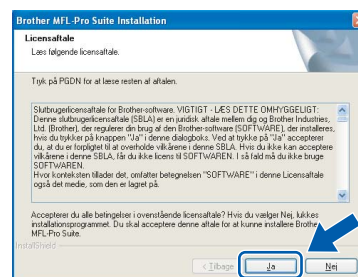 Brother MFL-Pro Suite Installation
Licensaftale
Læs følgende licensaftale.
Tryk på PGDN for at læse resten af aftalen.
Slutbrugerlicensaftale for Brother-software. VIGTIGT - LÆS DETTE OMHYGGELIGT:
Denne slutbrugerlicensaftale (SBLA) er en juridisk aftale mellem dig og Brother Industries,
Ltd. (Brother), der regulerer din brug af den Brother-software (SOFTWARE), der installeres,
hvis du trykker på knappen "Ja" i denne dialogboks. Ved at trykke på "Ja" accepterer
du, at du er forpligtet til at overholde vilkårene i denne SBLA. Hvis du ikke kan acceptere
vilkårene i denne SBLA, får du ikke licens til SOFTWAREN. I så fald må du ikke bruge
SOFTWAREN.
Hvor konteksten tillader det, omfatter betegnelsen "SOFTWARE" i denne Licensaftale
også det medie, som den er lagret på.
Accepterer du alle betingelser i ovenstående licensaftale? Hvis du vælger Nej, lukkes
installationsprogrammet. Du skal acceptere denne aftale for at kunne installere Brother
MFL-Pro Suite.
InstallShield
< Tilbage
Ja
Nej